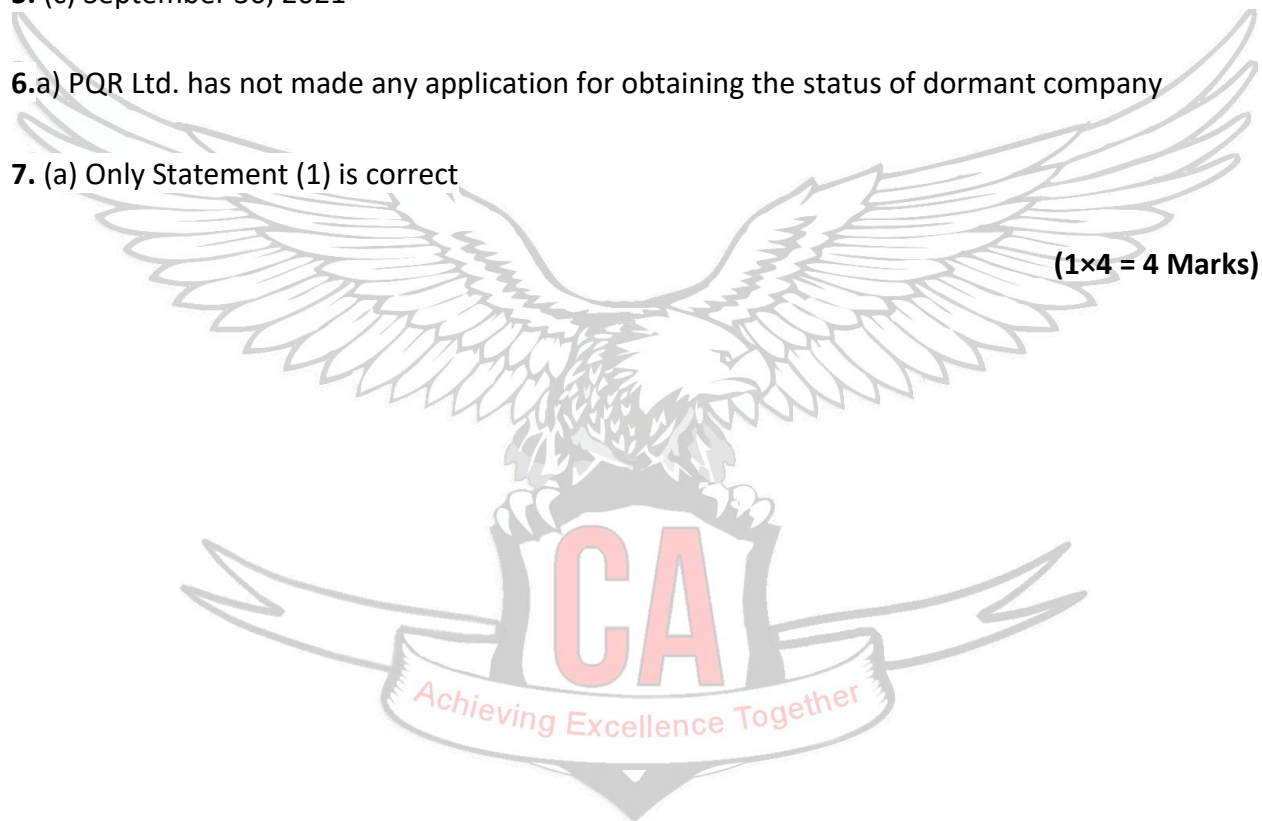 6.a) PQR Ltd. has not made any application for obtaining the status of dormant company
7. (a) Only Statement (1) is correct
(1×4 = 4 Marks)
CA
Achieving Excellence Together